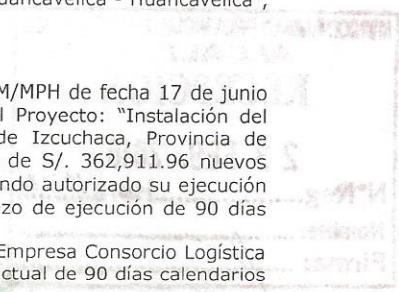 Huancavelica - Huancavelica",
M/MPH de fecha 17 de junio
l Proyecto: "Instalación del
de Izcuchaca, Provincia de
de S/. 362,911.96 nuevos
ndo autorizado su ejecución
zo de ejecución de 90 días
Empresa Consorcio Logística
ctual de 90 días calendarios